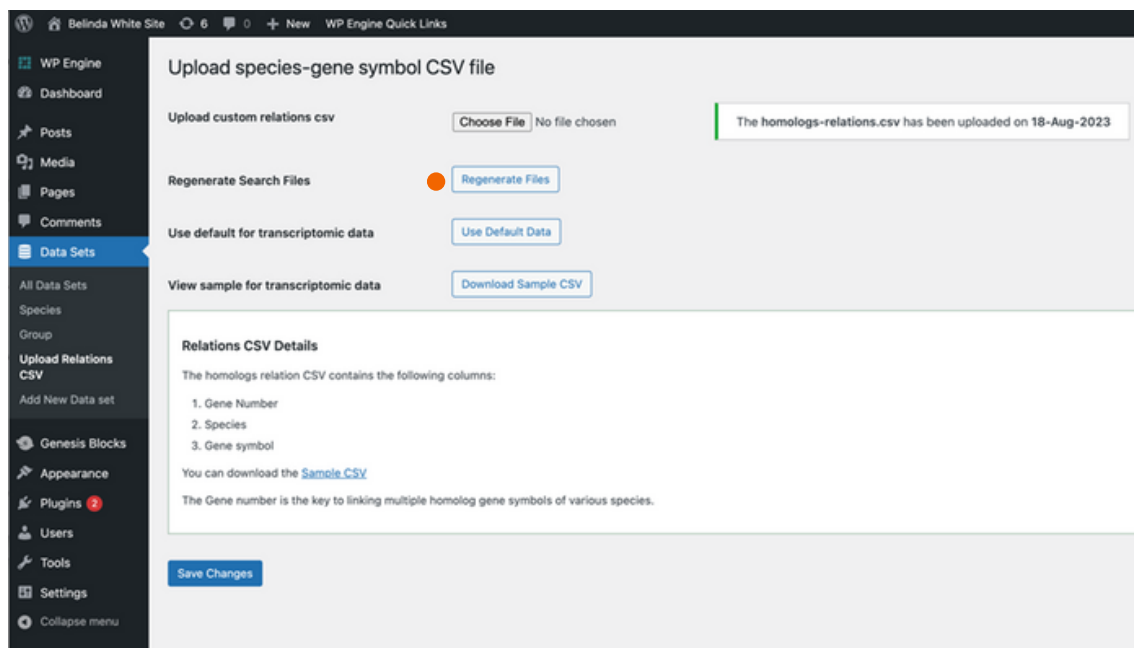 Belinda White Site 6 0 + New WP Engine Quick Links
WP Engine
Dashboard
Posts
Media
Pages
Comments
Data Sets
All Data Sets
Species
Group
Upload Relations
CSV
Add New Data set
Genesis Blocks
Appearance
Plugins 2
Users
Tools
Settings
Collapse menu
Upload species-gene symbol CSV file
Upload custom relations csv
Choose File No file chosen
The homologs-relations.csv has been uploaded on 18-Aug-2023
Regenerate Search Files
Regenerate Files
Use default for transcriptomic data
Use Default Data
View sample for transcriptomic data
Download Sample CSV
Relations CSV Details
The homologs relation CSV contains the following columns:
1. Gene Number
2. Species
3. Gene symbol
You can download the Sample CSV
The Gene number is the key to linking multiple homolog gene symbols of various species.
Save Changes